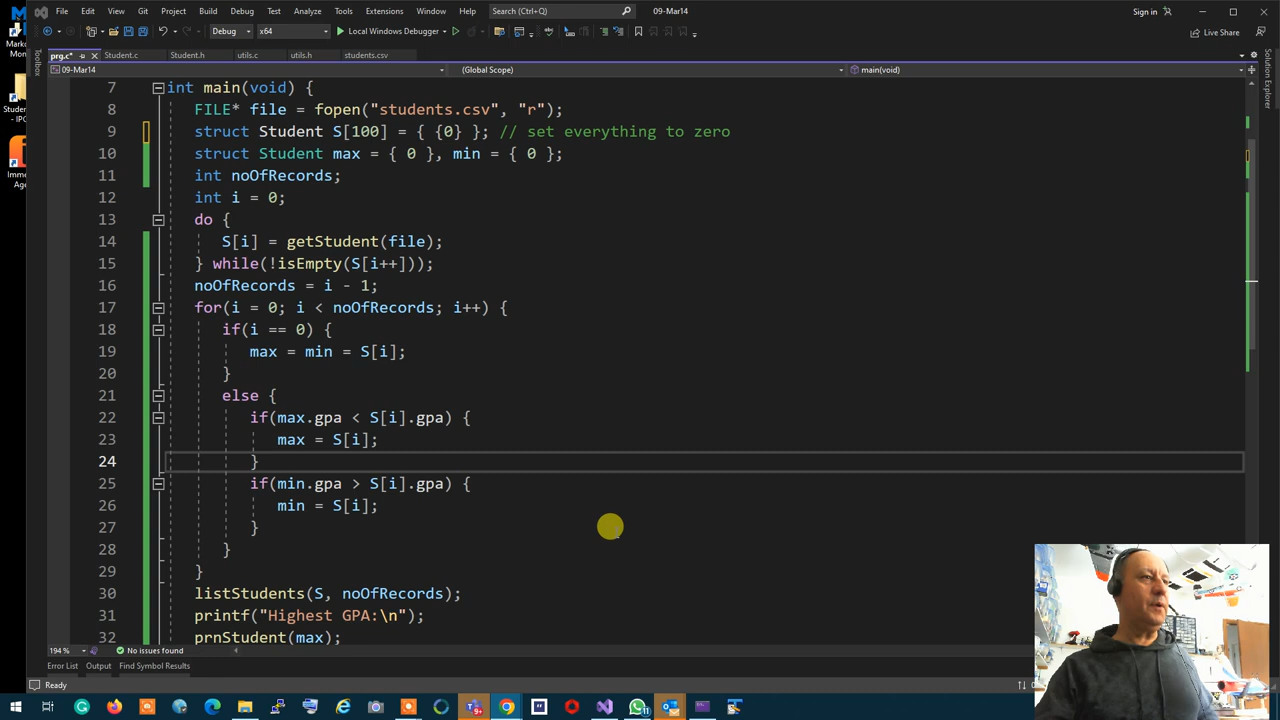 File Edit View Git Project Build Debug Test Analyze Tools Extensions Window Help Search (Ctrl+Q) 09-Mar14 Sign in
Debug x64 Local Windows Debugger Live Share
prg.c* Student.c Student.h utils.c utils.h students.csv
09-Mar14 (Global Scope) main(void)
Toolbox
Solution Explorer
7 int main(void) {
8 FILE* file = fopen("students.csv", "r");
9 struct Student S[100] = { {0} }; // set everything to zero
10 struct Student max = { 0 }, min = { 0 };
11 int noOfRecords;
12 int i = 0;
13 do {
14 S[i] = getStudent(file);
15 } while(!isEmpty(S[i++]));
16 noOfRecords = i - 1;
17 for(i = 0; i < noOfRecords; i++) {
18 if(i == 0) {
19 max = min = S[i];
20 }
21 else {
22 if(max.gpa < S[i].gpa) {
23 max = S[i];
24 }
25 if(min.gpa > S[i].gpa) {
26 min = S[i];
27 }
28 }
29 }
30 listStudents(S, noOfRecords);
31 printf("Highest GPA:\n");
32 prnStudent(max);
194 % No issues found
Error List Output Find Symbol Results
Ready